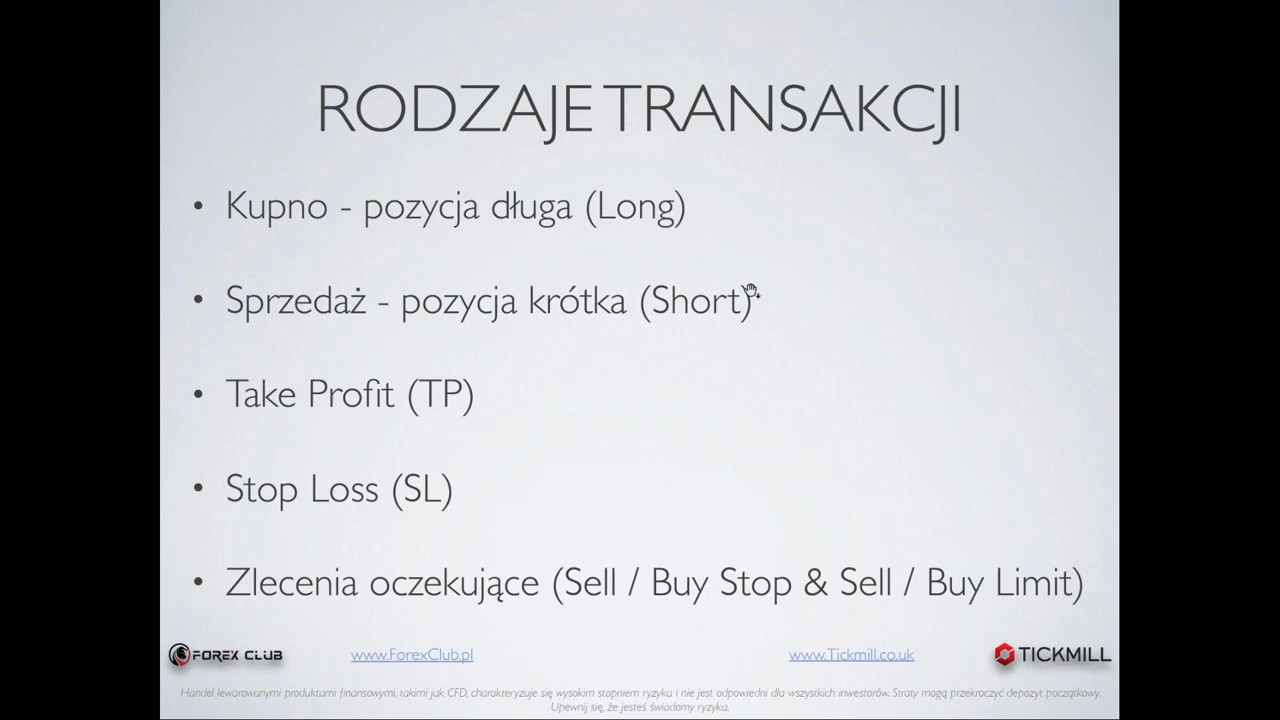 RODZAJE TRANSAKCJI
• Kupno - pozycja długa (Long)
• Sprzedaż - pozycja krótka (Short)
• Take Profit (TP)
• Stop Loss (SL)
• Zlecenia oczekujące (Sell / Buy Stop & Sell / Buy Limit)
FOREX CLUB www.ForexClub.pl www.Tickmill.co.uk TICKMILL
Handel lewarowanymi produktami finansowymi, takimi jak CFD, charakteryzuje się wysokim stopniem ryzyka i nie jest odpowiedni dla wszystkich inwestorów. Straty mogą przekroczyć depozyt początkowy.
Upewnij się, że jesteś świadomy ryzyka.